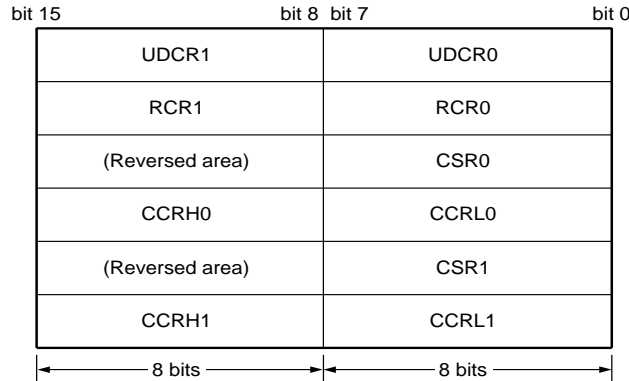 bit 15 bit 8 bit 7 bit 0
UDCR1 UDCR0
RCR1 RCR0
(Reversed area) CSR0
CCRH0 CCRL0
(Reversed area) CSR1
CCRH1 CCRL1
8 bits 8 bits